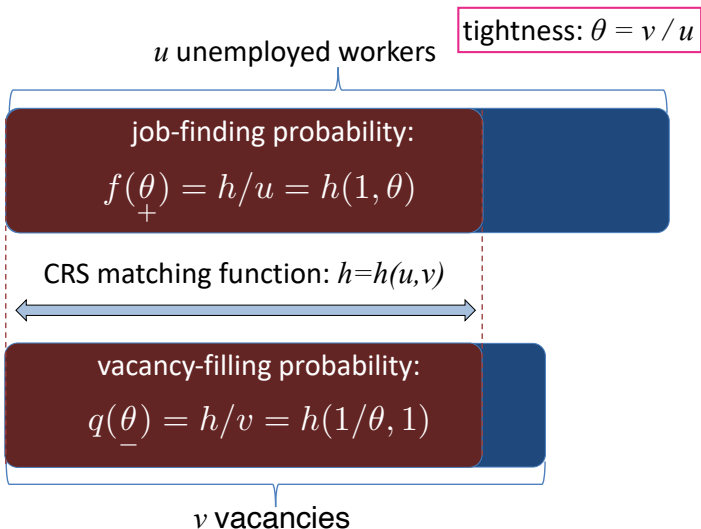 tightness: θ = v / u
u unemployed workers
job-finding probability:
f(θ) = h/u = h(1, θ)
+
CRS matching function: h=h(u,v)
vacancy-filling probability:
q(θ) = h/v = h(1/θ, 1)
−
v vacancies